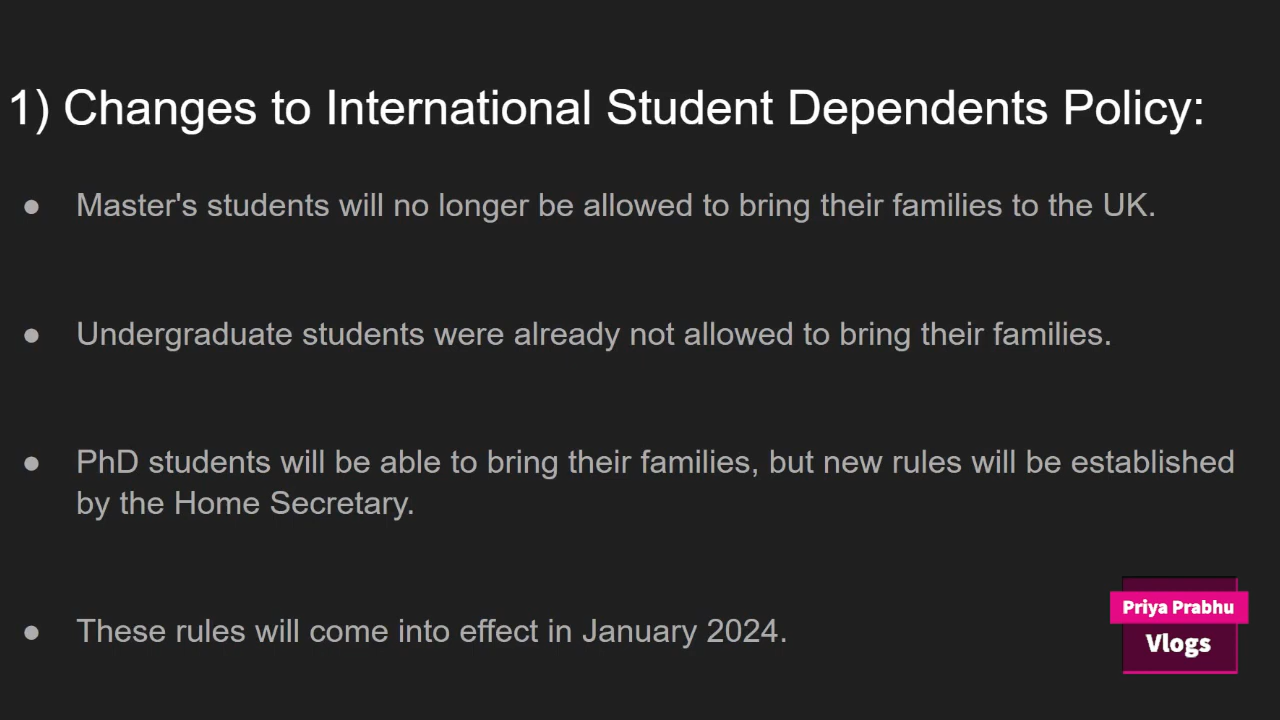 1) Changes to International Student Dependents Policy:
● Master's students will no longer be allowed to bring their families to the UK.
● Undergraduate students were already not allowed to bring their families.
● PhD students will be able to bring their families, but new rules will be established
by the Home Secretary.
● These rules will come into effect in January 2024.
Priya Prabhu
Vlogs